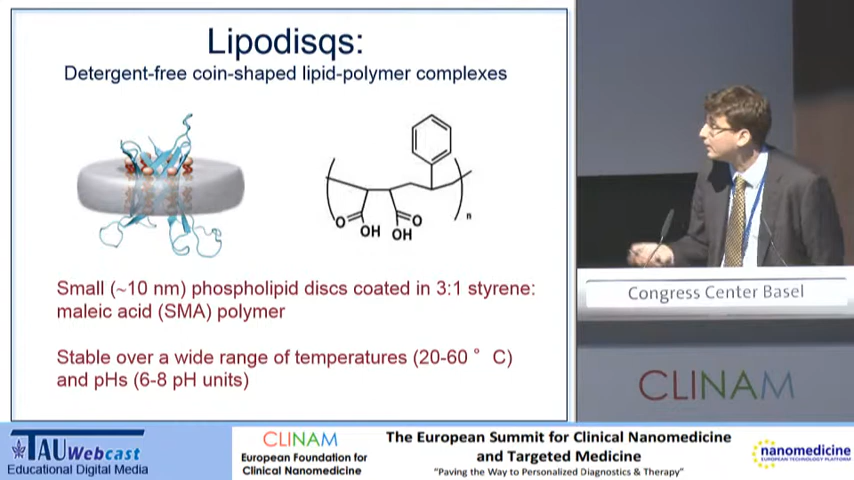 Lipodisqs:
Detergent-free coin-shaped lipid-polymer complexes
O
OH
OH
O
n
Small (~10 nm) phospholipid discs coated in 3:1 styrene:
maleic acid (SMA) polymer
Stable over a wide range of temperatures (20-60 ° C)
and pHs (6-8 pH units)
Congress Center Basel
CLINAM
TAU Webcast
Educational Digital Media
CLINAM
European Foundation for
Clinical Nanomedicine
The European Summit for Clinical Nanomedicine
and Targeted Medicine
"Paving the Way to Personalized Diagnostics & Therapy"
nanomedicine
EUROPEAN TECHNOLOGY PLATFORM